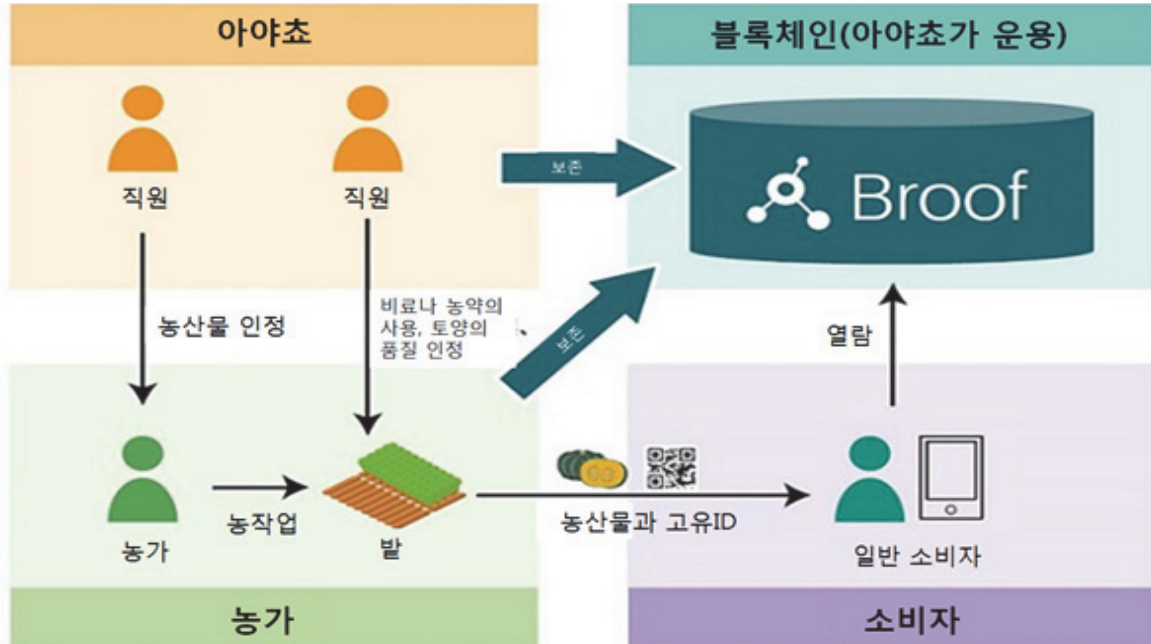 아야쵸
블록체인(아야쵸가 운용)
직원
직원
보존
Broof
농산물 인정
비료나 농약의
사용, 토양의
품질 인정
보존
열람
농가
농작업
밭
농산물과 고유ID
일반 소비자
농가
소비자